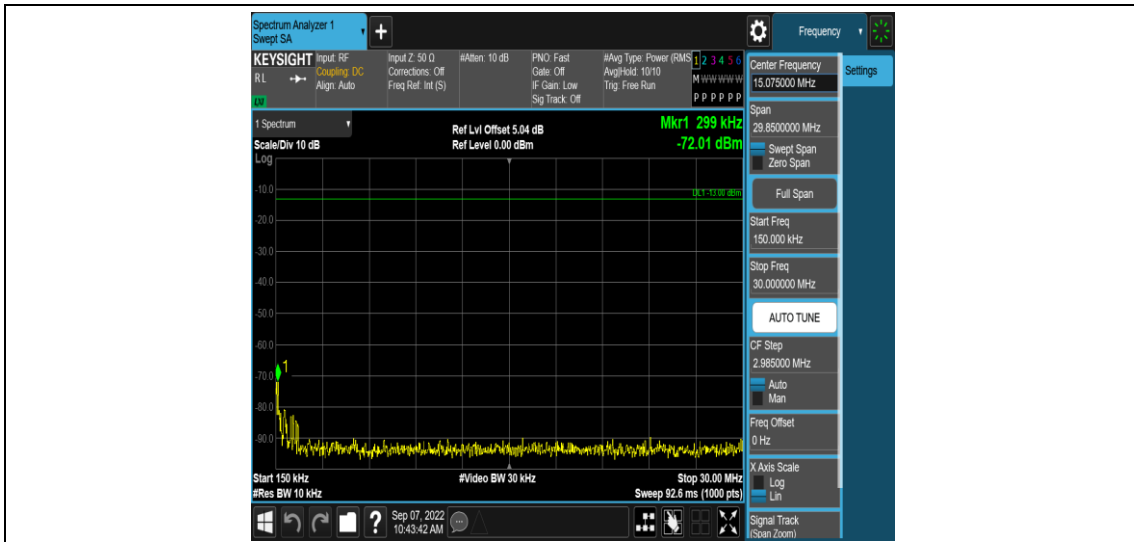 Spectrum Analyzer 1
Swept SA
Frequency
KEYSIGHT
RL
LM
Input: RF
Coupling: DC
Align: Auto
Input Z: 50 Ω
Corrections: Off
Freq Ref: Int (S)
#Atten: 10 dB
PNO: Fast
Gate: Off
IF Gain: Low
Sig Track: Off
#Avg Type: Power (RMS
Avg|Hold: 10/10
Trig: Free Run
1 2 3 4 5 6
M W W W W W
P P P P P P
1 Spectrum
Scale/Div 10 dB
Ref Lvl Offset 5.04 dB
Ref Level 0.00 dBm
Mkr1 299 kHz
-72.01 dBm
Log
-10.0
DL1 -13.00 dBm
-20.0
-30.0
-40.0
-50.0
-60.0
1
-70.0
-80.0
-90.0
Start 150 kHz
#Video BW 30 kHz
Stop 30.00 MHz
#Res BW 10 kHz
Sweep 92.6 ms (1000 pts)
?
Sep 07, 2022
10:43:42 AM
Center Frequency
15.075000 MHz
Settings
Span
29.8500000 MHz
Swept Span
Zero Span
Full Span
Start Freq
150.000 kHz
Stop Freq
30.000000 MHz
AUTO TUNE
CF Step
2.985000 MHz
Auto
Man
Freq Offset
0 Hz
X Axis Scale
Log
Lin
Signal Track
(Span Zoom)